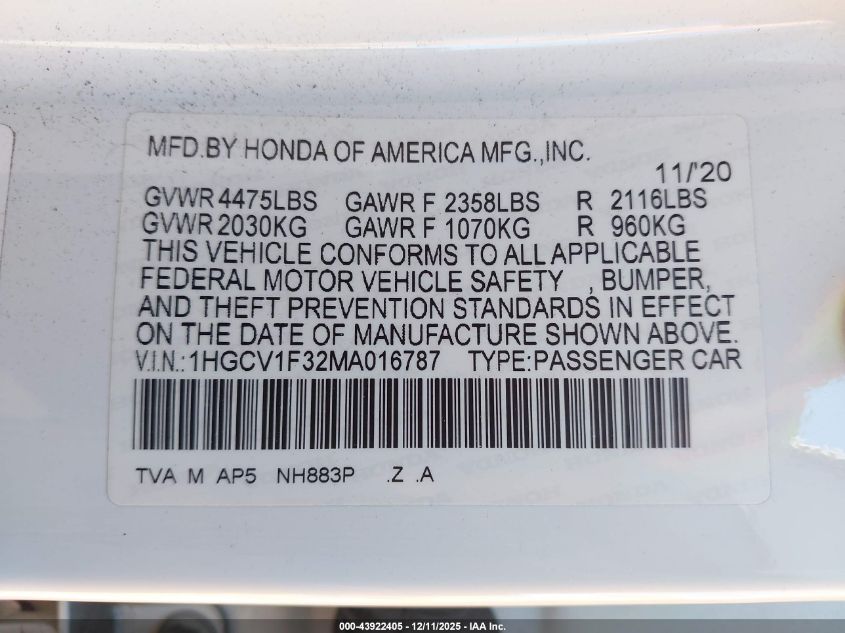 MFD.BY HONDA OF AMERICA MFG.,INC.
11/'20
GVWR 4475LBS GAWR F 2358LBS R 2116LBS
GVWR 2030KG GAWR F 1070KG R 960KG
THIS VEHICLE CONFORMS TO ALL APPLICABLE
FEDERAL MOTOR VEHICLE SAFETY , BUMPER,
AND THEFT PREVENTION STANDARDS IN EFFECT
ON THE DATE OF MANUFACTURE SHOWN ABOVE.
V.I.N.:1HGCV1F32MA016787 TYPE:PASSENGER CAR
TVA M AP5 NH883P .Z .A
000-43922405 - 12/11/2025 - IAA Inc.